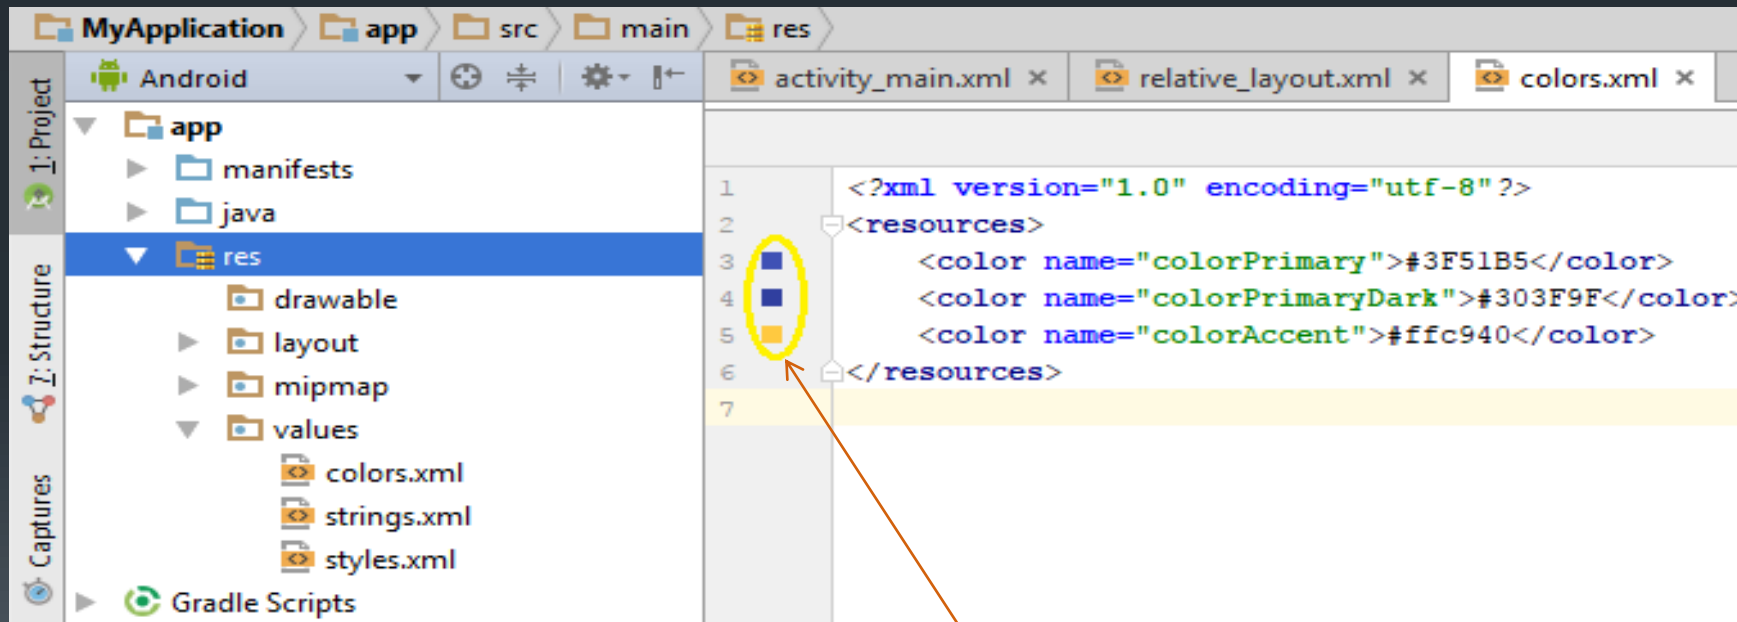 MyApplication app src main res
Android
activity_main.xml relative_layout.xml colors.xml
1: Project
7: Structure
Captures
app
manifests
java
res
drawable
layout
mipmap
values
colors.xml
strings.xml
styles.xml
Gradle Scripts
1 <?xml version="1.0" encoding="utf-8"?>
2 <resources>
3 <color name="colorPrimary">#3F51B5</color>
4 <color name="colorPrimaryDark">#303F9F</color>
5 <color name="colorAccent">#ffc940</color>
6 </resources>
7